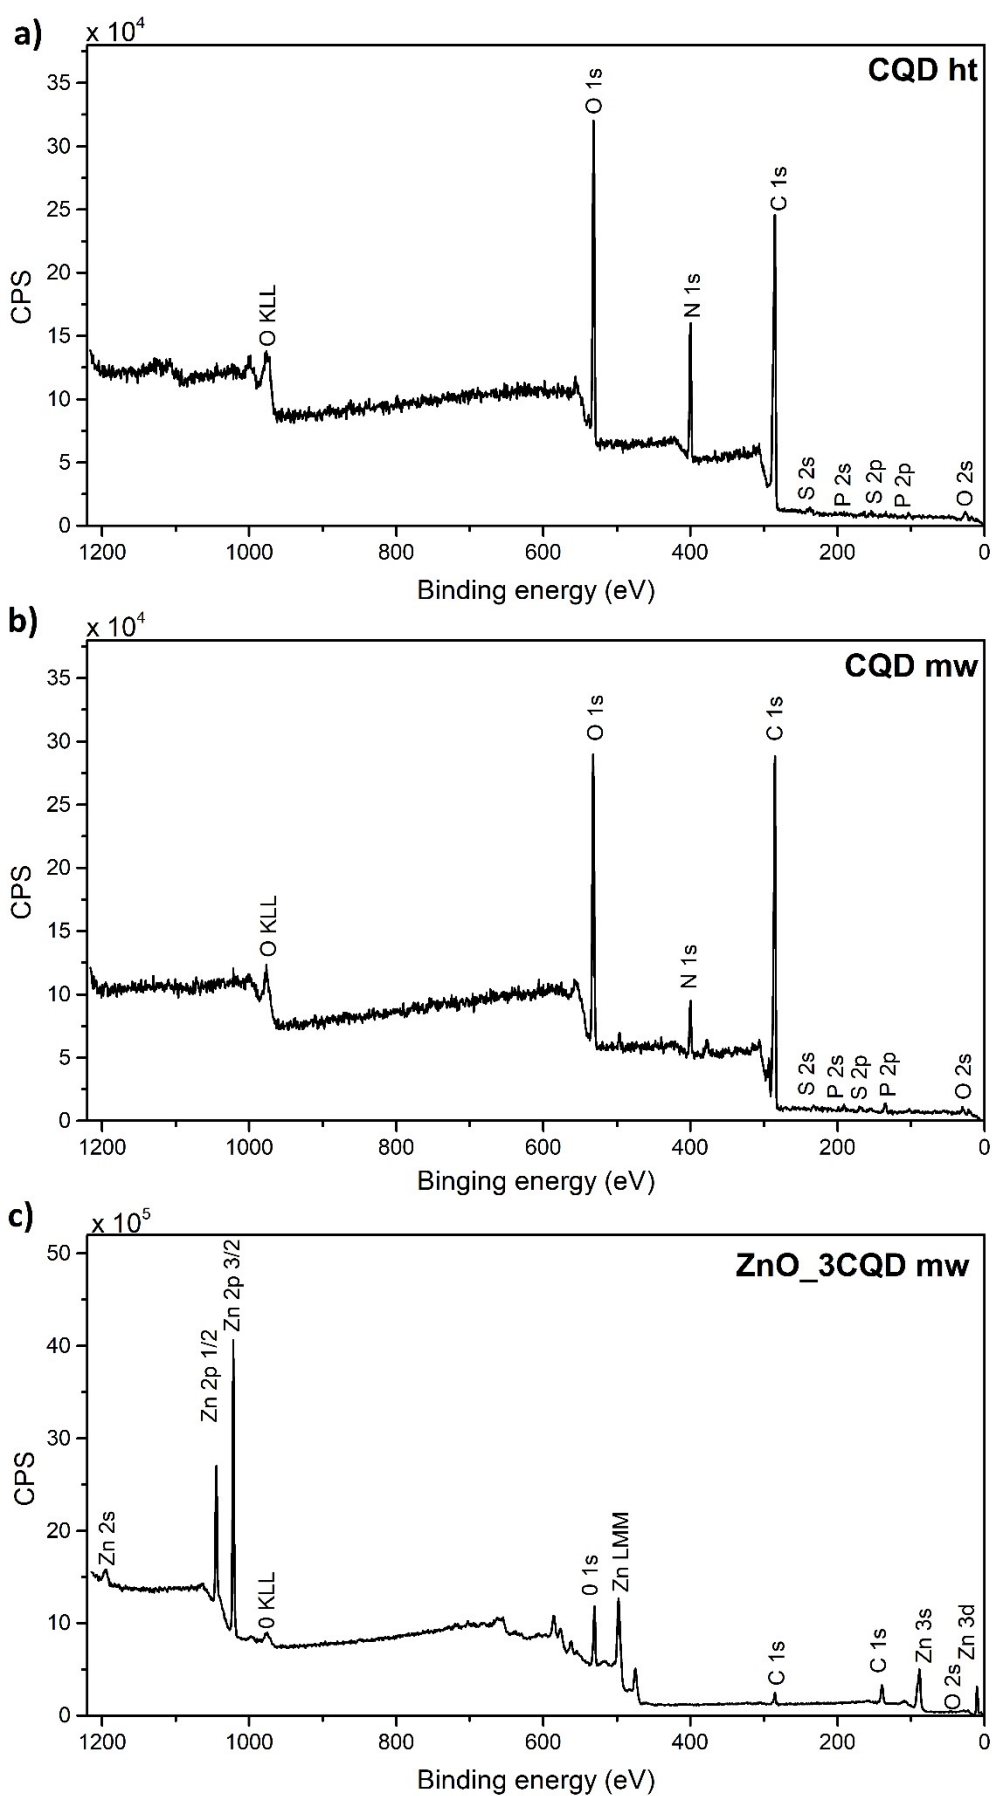 a)
x 10^4
CQD ht
O 1s
C 1s
N 1s
O KLL
S 2s
P 2s
S 2p
P 2p
O 2s
CPS
35
30
25
20
15
10
5
0
1200 1000 800 600 400 200 0
Binding energy (eV)
b)
x 10^4
CQD mw
O 1s
C 1s
N 1s
O KLL
S 2s
P 2s
S 2p
P 2p
O 2s
CPS
35
30
25
20
15
10
5
0
1200 1000 800 600 400 200 0
Binging energy (eV)
c)
x 10^5
ZnO_3CQD mw
Zn 2s
Zn 2p 1/2
Zn 2p 3/2
0 KLL
0 1s
Zn LMM
C 1s
C 1s
Zn 3s
O 2s
Zn 3d
CPS
50
40
30
20
10
0
1200 1000 800 600 400 200 0
Binding energy (eV)